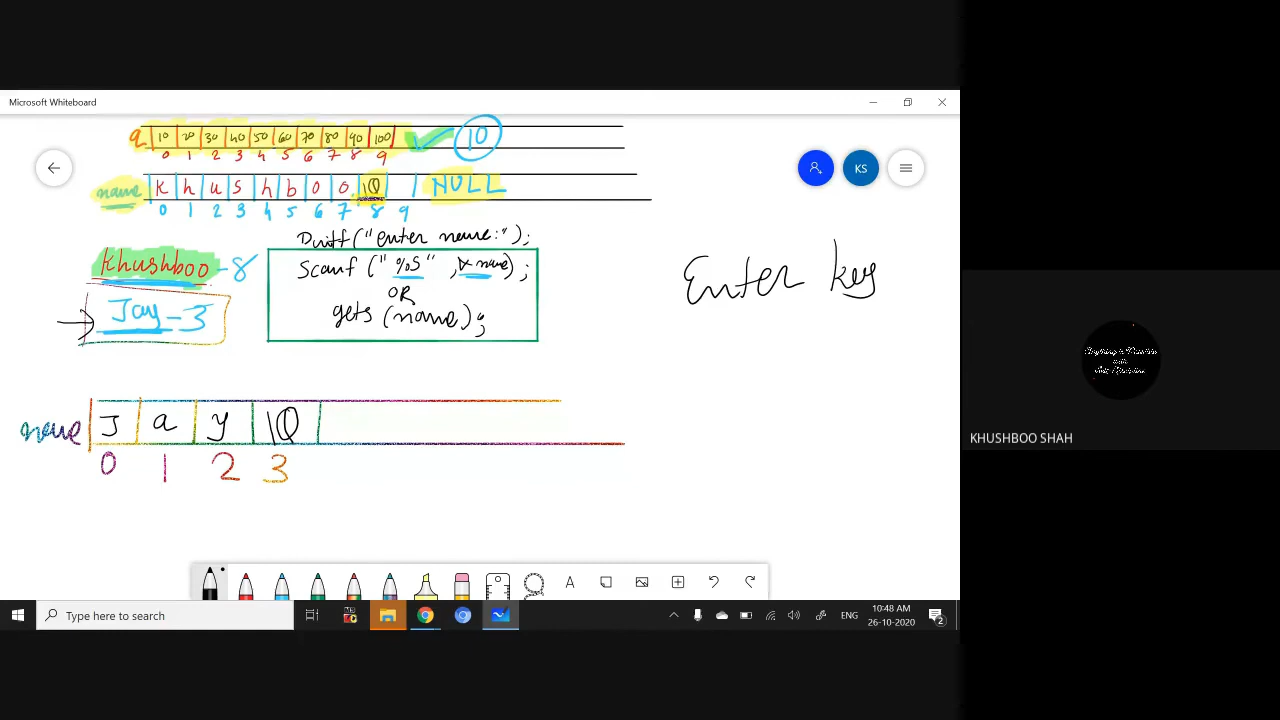 Microsoft Whiteboard
a 10 20 30 40 50 60 70 80 90 100 10
0 1 2 3 4 5 6 7 8 9
name K h u s h b o o \0 NULL
0 1 2 3 4 5 6 7 8 9
KS
Printf("enter name:");
Khushboo - 8
Scanf ("%s", & name);
OR
Jay - 3
gets (name);
Enter key
KHUSHBOO SHAH
name J a y \0
0 1 2 3
A
Type here to search
ENG
10:48 AM
26-10-2020
2